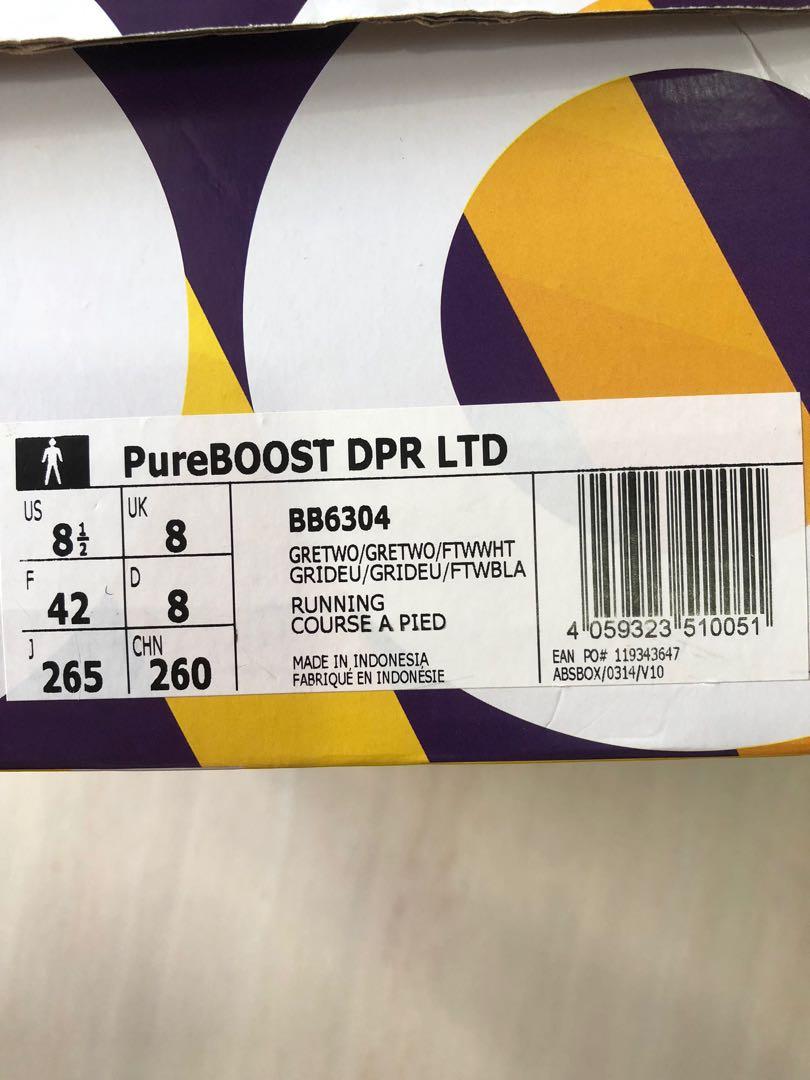 PureBOOST DPR LTD
US 8½
UK 8
F 42
D 8
J 265
CHN 260
BB6304
GRETWO/GRETWO/FTWWHT
GRIDEU/GRIDEU/FTWBLA
RUNNING
COURSE A PIED
MADE IN INDONESIA
FABRIQUÉ EN INDONÉSIE
4 059323 510051
EAN PO# 119343647
ABSBOX/0314/V10